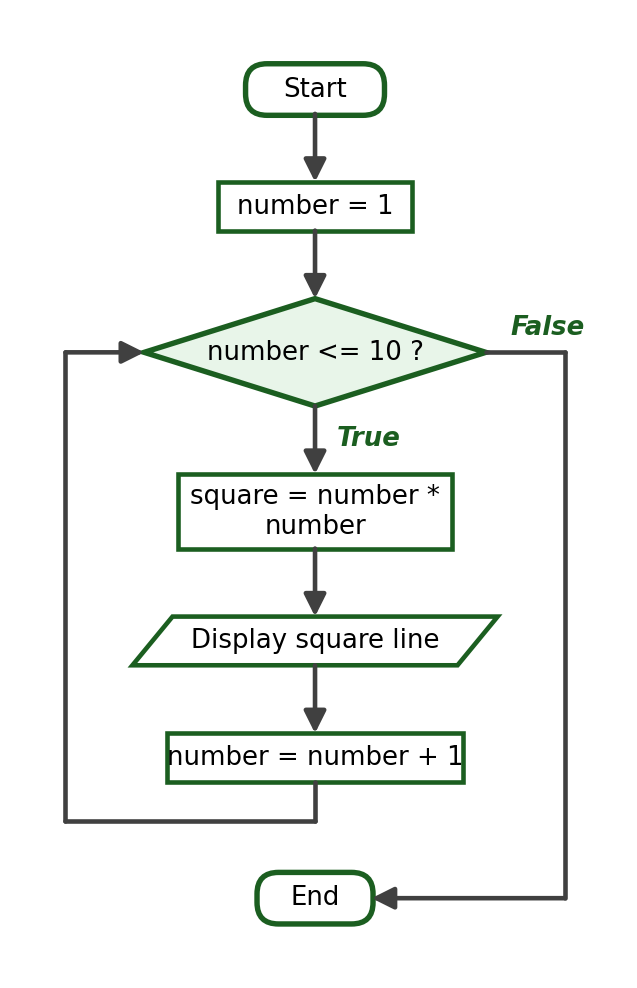 Start
number = 1
number <= 10 ?
False
True
square = number *
number
Display square line
number = number + 1
End